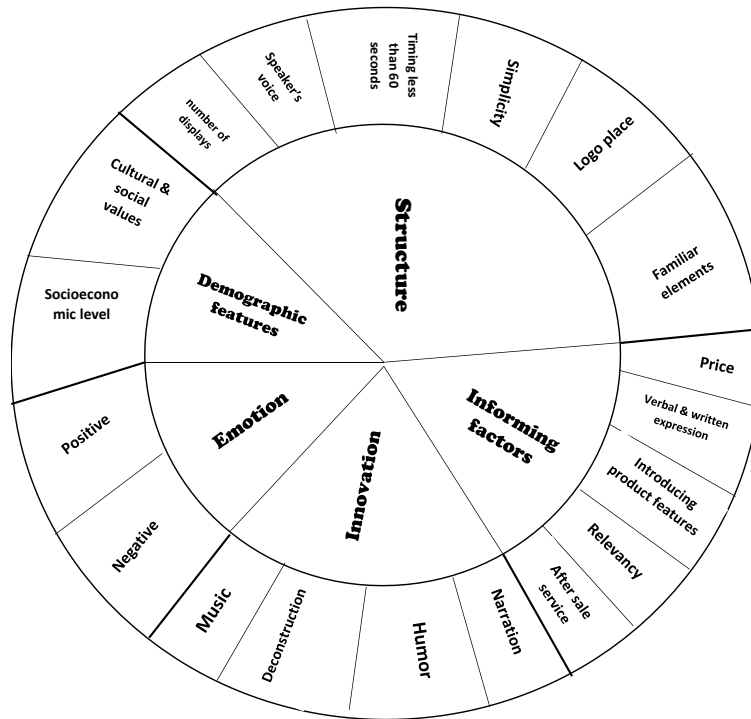 Structure
Informing
factors
Innovation
Emotion
Demographic
features
number of
displays
Speaker's
voice
Timing less
than 60
seconds
Simplicity
Logo place
Familiar
elements
Price
Verbal & written
expression
Introducing
product features
Relevancy
After sale
service
Narration
Humor
Deconstruction
Music
Negative
Positive
Socioecono
mic level
Cultural &
social
values